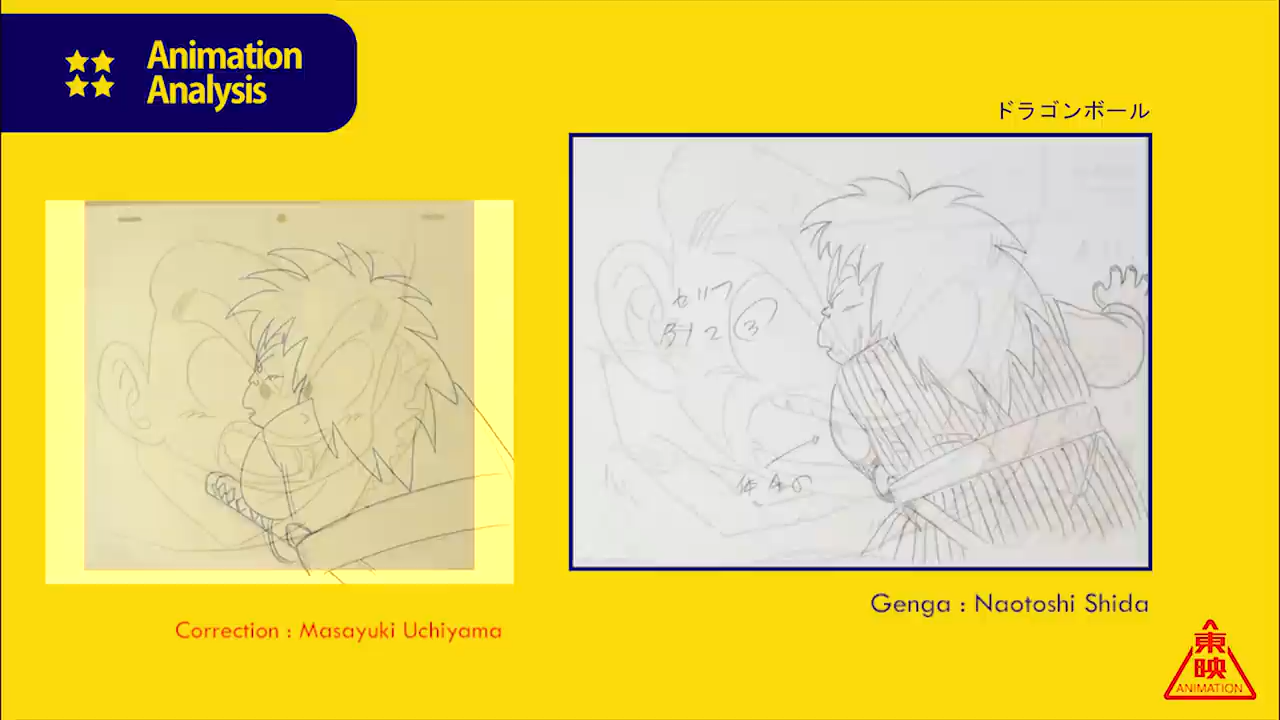 Animation
Analysis
ドラゴンボール
セリフ
③
Correction : Masayuki Uchiyama
Genga : Naotoshi Shida
東
映
ANIMATION